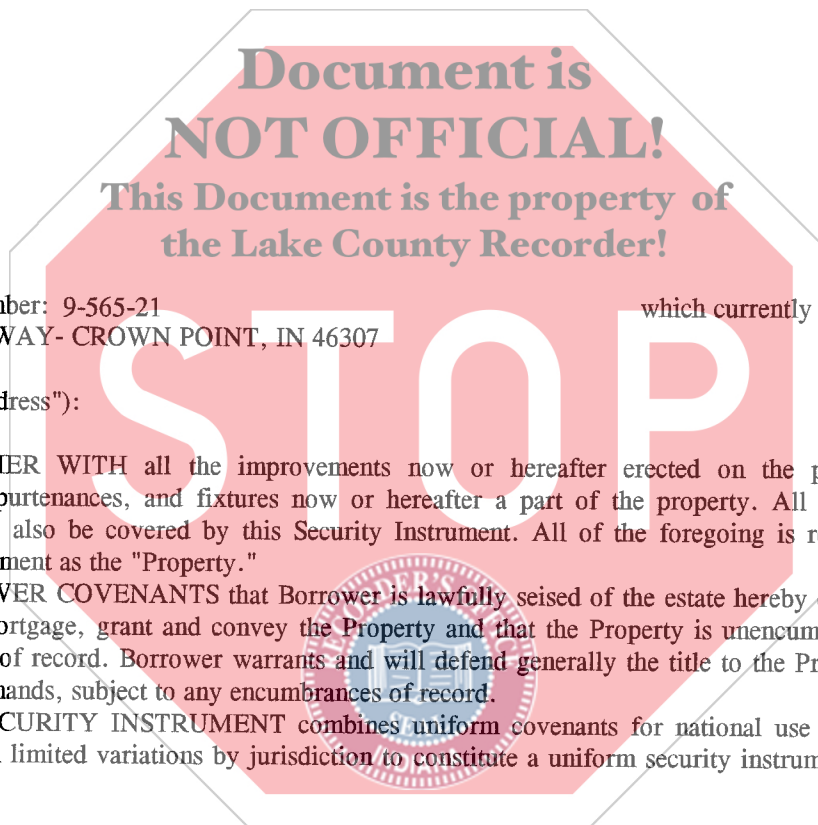 Document is
NOT OFFICIAL!
This Document is the property of
the Lake County Recorder!
STOP
ber: 9-565-21 which currently
WAY- CROWN POINT, IN 46307
dress"):
ER WITH all the improvements now or hereafter erected on the p
purtenances, and fixtures now or hereafter a part of the property. All
also be covered by this Security Instrument. All of the foregoing is r
ment as the "Property."
VER COVENANTS that Borrower is lawfully seised of the estate hereby
ortgage, grant and convey the Property and that the Property is unencum
of record. Borrower warrants and will defend generally the title to the Pr
nands, subject to any encumbrances of record.
CURITY INSTRUMENT combines uniform covenants for national use
limited variations by jurisdiction to constitute a uniform security instrum
RECORDER'S OFFICE
SEAL
INDIANA